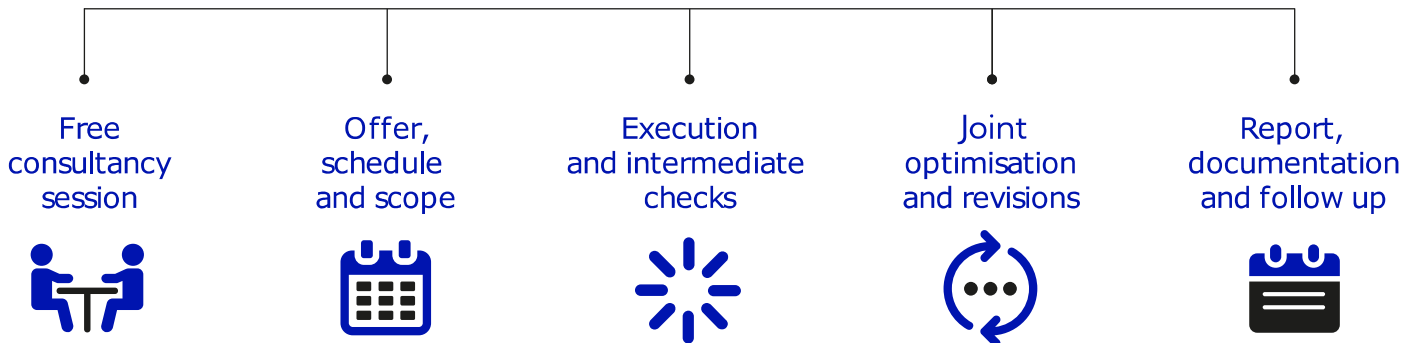 Free
consultancy
session
Offer,
schedule
and scope
Execution
and intermediate
checks
Joint
optimisation
and revisions
Report,
documentation
and follow up